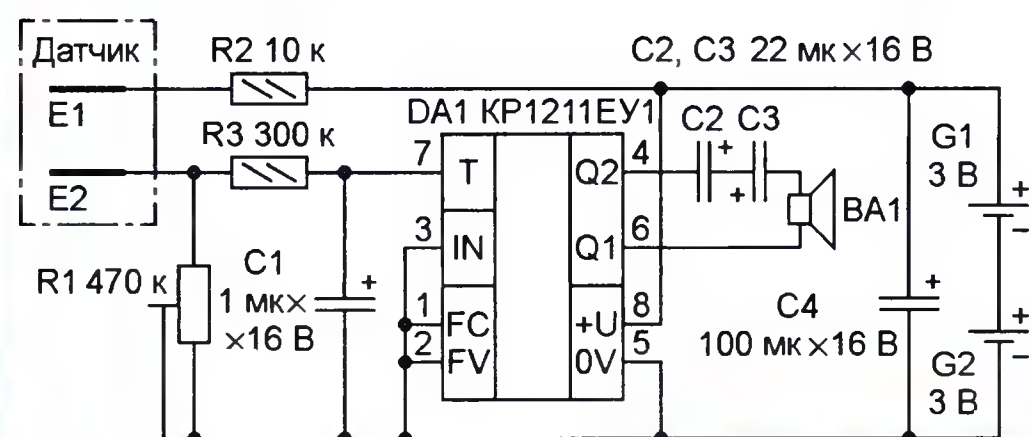 Датчик
E1
E2
R2 10 к
R3 300 к
R1 470 к
C1
1 мк×
×16 В
DA1 КР1211ЕУ1
7
T
3
IN
1
FC
2
FV
Q2
4
Q1
6
+U
8
0V
5
C2, C3 22 мк×16 В
C2 C3
+
+
BA1
+
+
C4
100 мк×16 В
G1
3 В
+
−
+
−
G2
3 В